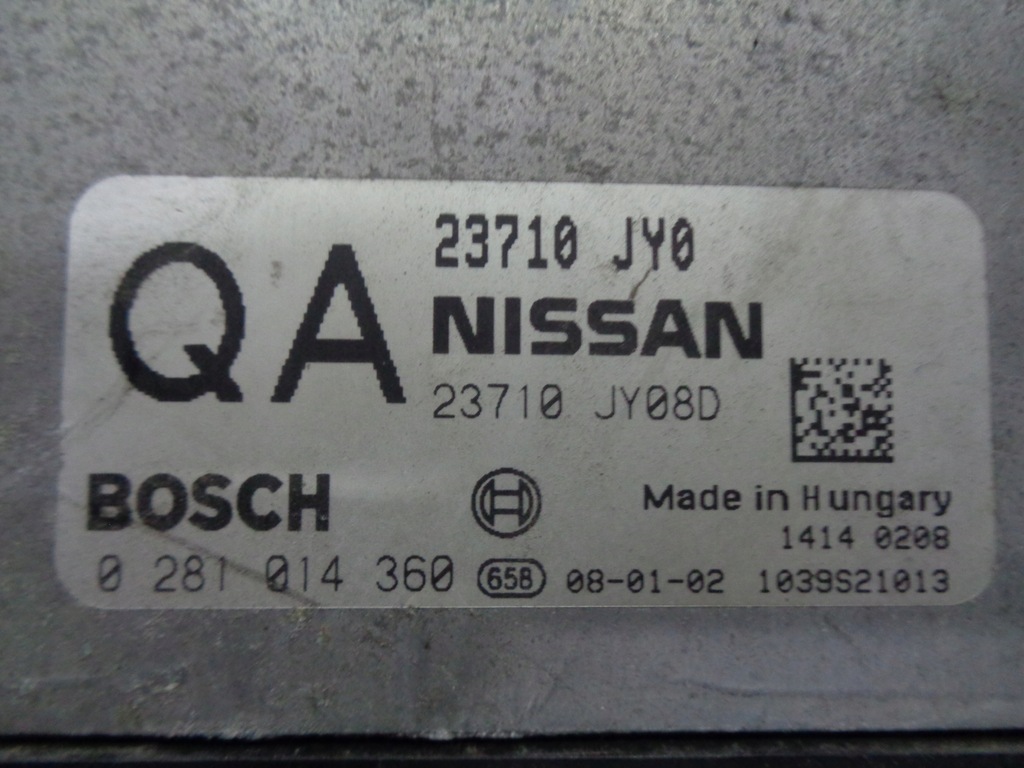 QA
23710 JY0
NISSAN
23710 JY08D
BOSCH
Made in Hungary
1414 0208
0 281 014 360 658 08-01-02 1039S21013